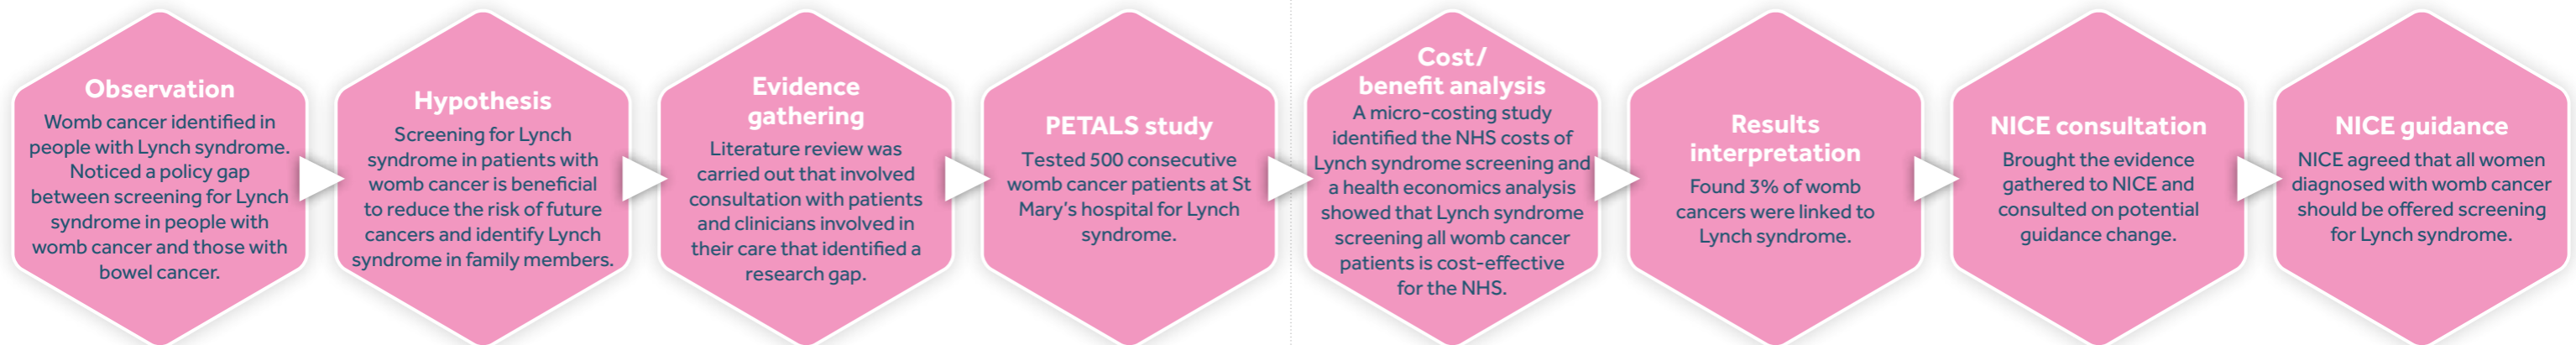 Observation
Womb cancer identified in
people with Lynch syndrome.
Noticed a policy gap
between screening for Lynch
syndrome in people with
womb cancer and those with
bowel cancer.
Hypothesis
Screening for Lynch
syndrome in patients with
womb cancer is beneficial
to reduce the risk of future
cancers and identify Lynch
syndrome in family members.
Evidence
gathering
Literature review was
carried out that involved
consultation with patients
and clinicians involved in
their care that identified a
research gap.
PETALS study
Tested 500 consecutive
womb cancer patients at St
Mary’s hospital for Lynch
syndrome.
Cost/
benefit analysis
A micro-costing study
identified the NHS costs of
Lynch syndrome screening and
a health economics analysis
showed that Lynch syndrome
screening all womb cancer
patients is cost-effective
for the NHS.
Results
interpretation
Found 3% of womb
cancers were linked to
Lynch syndrome.
NICE consultation
Brought the evidence
gathered to NICE and
consulted on potential
guidance change.
NICE guidance
NICE agreed that all women
diagnosed with womb cancer
should be offered screening
for Lynch syndrome.